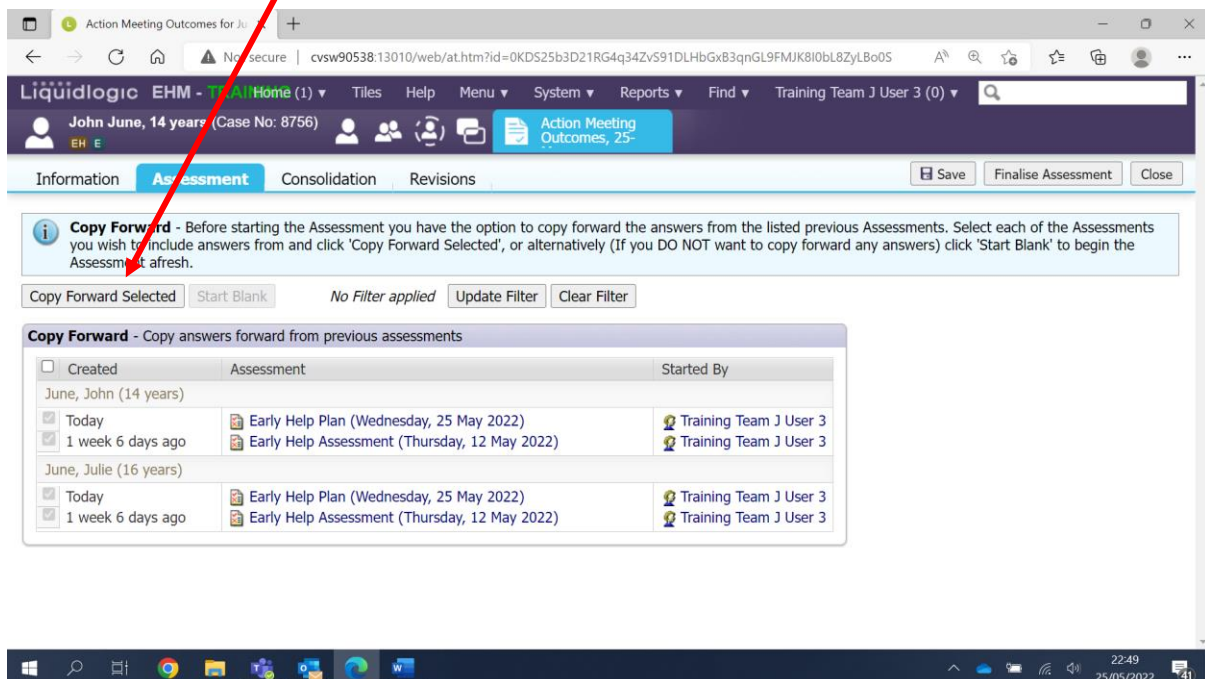 Action Meeting Outcomes for Ju
Not secure | cvsw90538:13010/web/at.htm?id=0KDS25b3D21RG4q34ZvS91DLHbGxB3qnGL9FMJK8I0bL8ZyLBo0S
Liquidlogic EHM - TRAINING Home (1) Tiles Help Menu System Reports Find Training Team J User 3 (0)
John June, 14 years (Case No: 8756)
EH E
Action Meeting
Outcomes, 25-
Information Assessment Consolidation Revisions Save Finalise Assessment Close
Copy Forward - Before starting the Assessment you have the option to copy forward the answers from the listed previous Assessments. Select each of the Assessments
you wish to include answers from and click 'Copy Forward Selected', or alternatively (If you DO NOT want to copy forward any answers) click 'Start Blank' to begin the
Assessment afresh.
Copy Forward Selected Start Blank No Filter applied Update Filter Clear Filter
Copy Forward - Copy answers forward from previous assessments
Created Assessment Started By
June, John (14 years)
Today Early Help Plan (Wednesday, 25 May 2022) Training Team J User 3
1 week 6 days ago Early Help Assessment (Thursday, 12 May 2022) Training Team J User 3
June, Julie (16 years)
Today Early Help Plan (Wednesday, 25 May 2022) Training Team J User 3
1 week 6 days ago Early Help Assessment (Thursday, 12 May 2022) Training Team J User 3
22:49
25/05/2022
41